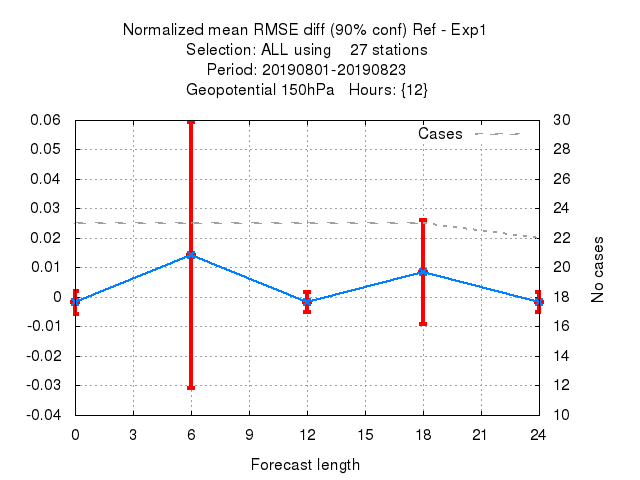 Normalized mean RMSE diff (90% conf) Ref - Exp1
Selection: ALL using    27 stations
Period: 20190801-20190823
Geopotential 150hPa   Hours: {12}
Cases
0.06
0.05
0.04
0.03
0.02
0.01
0
-0.01
-0.02
-0.03
-0.04
30
28
26
24
22
20
18
16
14
12
10
No cases
0 3 6 9 12 15 18 21 24
Forecast length